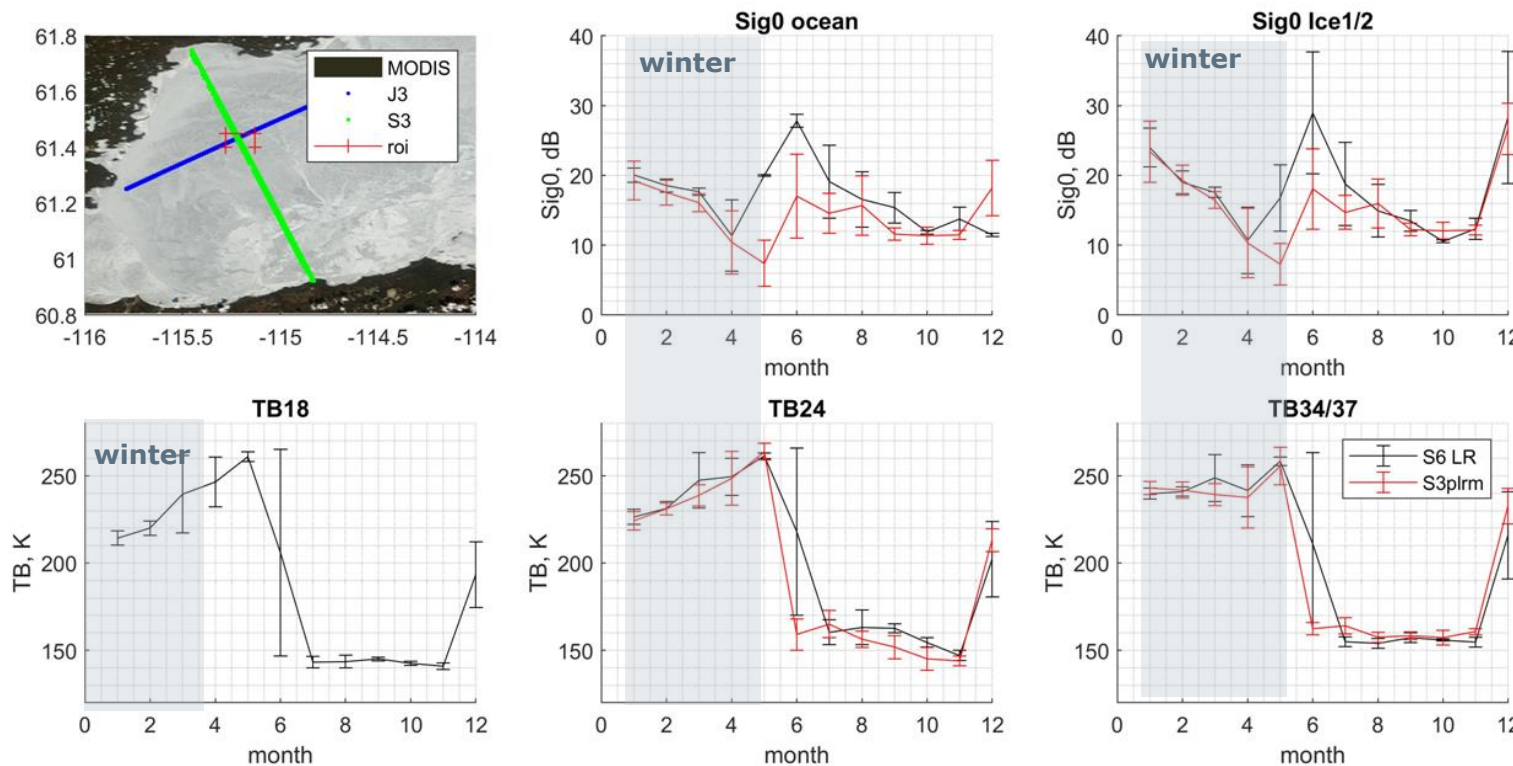 Sig0 ocean
Sig0 Ice1/2
61.8
61.6
61.4
61.2
61
60.8
-116
-115.5
-115
-114.5
-114
MODIS
J3
S3
roi
40
30
20
10
0
Sig0, dB
winter
0
2
4
6
8
10
12
month
40
30
20
10
0
Sig0, dB
winter
0
2
4
6
8
10
12
month
TB18
250
200
150
TB, K
winter
0
2
4
6
8
10
12
month
TB24
250
200
150
TB, K
0
2
4
6
8
10
12
month
TB34/37
250
200
150
TB, K
S6 LR
S3plrm
0
2
4
6
8
10
12
month